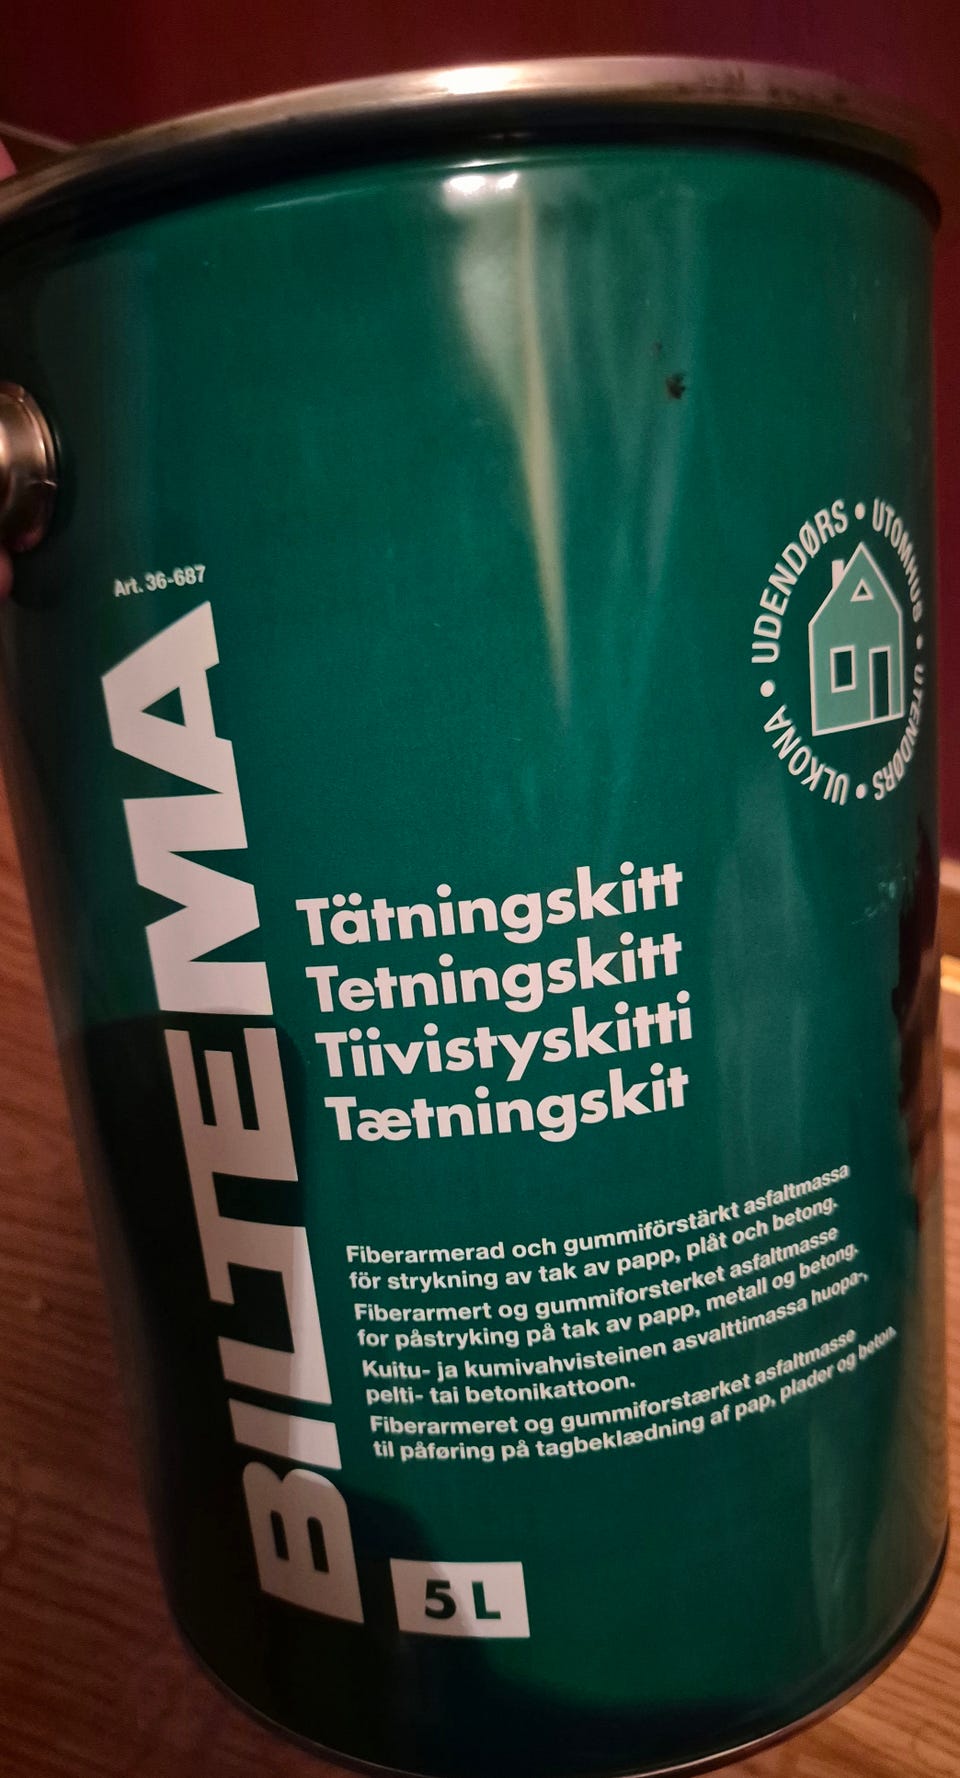 Art. 36-687
BILTEMA
UDENDØRS • UTOMHUS • UTENDØRS • ULKONA •
Tätningskitt
Tetningskitt
Tiivistyskitti
Tætningskit
Fiberarmerad och gummiförstärkt asfaltmassa
för strykning av tak av papp, plåt och betong.
Fiberarmert og gummiforsterket asfaltmasse
for påstryking på tak av papp, metall og betong.
Kuitu- ja kumivahvisteinen asvalttimassa huopa-,
pelti- tai betonikattoon.
Fiberarmeret og gummiforstærket asfaltmasse
til påføring på tagbeklædning af pap, plader og beton.
5 L